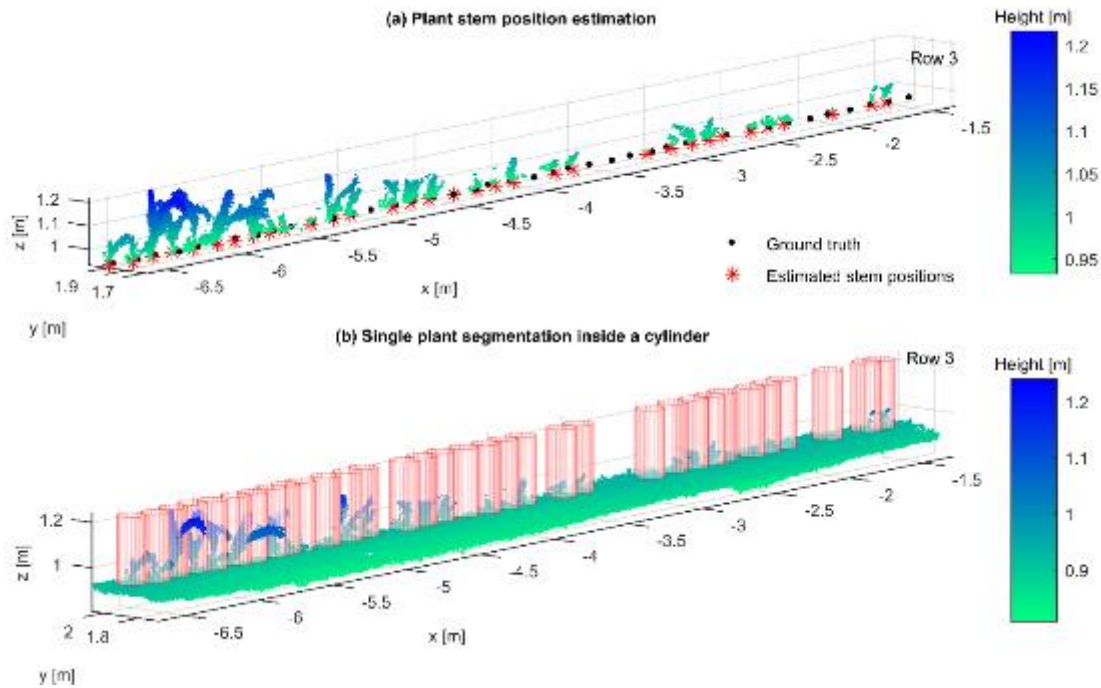 (a) Plant stem position estimation
Height [m]
Row 3
1.2
1.15
1.1
1.05
1
0.95
1.2
1.1
1
z [m]
1.9
1.7
y [m]
-6.5
-6
-5.5
-5
-4.5
-4
-3.5
-3
-2.5
-2
-1.5
x [m]
Ground truth
Estimated stem positions
(b) Single plant segmentation inside a cylinder
Height [m]
Row 3
1.2
1.1
1
0.9
1.2
1
z [m]
2
1.8
y [m]
-6.5
-6
-5.5
-5
-4.5
-4
-3.5
-3
-2.5
-2
-1.5
x [m]